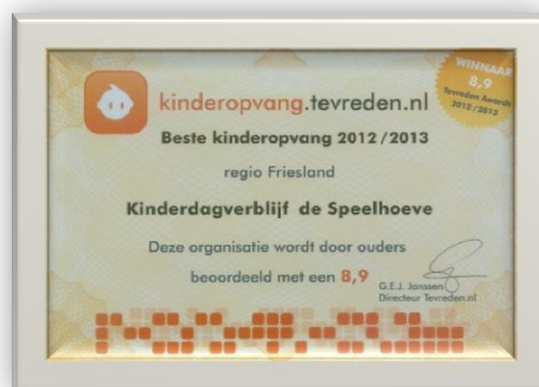 kinderopvang.tevreden.nl
WINNAAR
8,9
Tevreden Awards
2012/2013
Beste kinderopvang 2012/2013
regio Friesland
Kinderdagverblijf de Speelhoeve
Deze organisatie wordt door ouders
beoordeeld met een 8,9
G.E.J. Janssen
Directeur Tevreden.nl